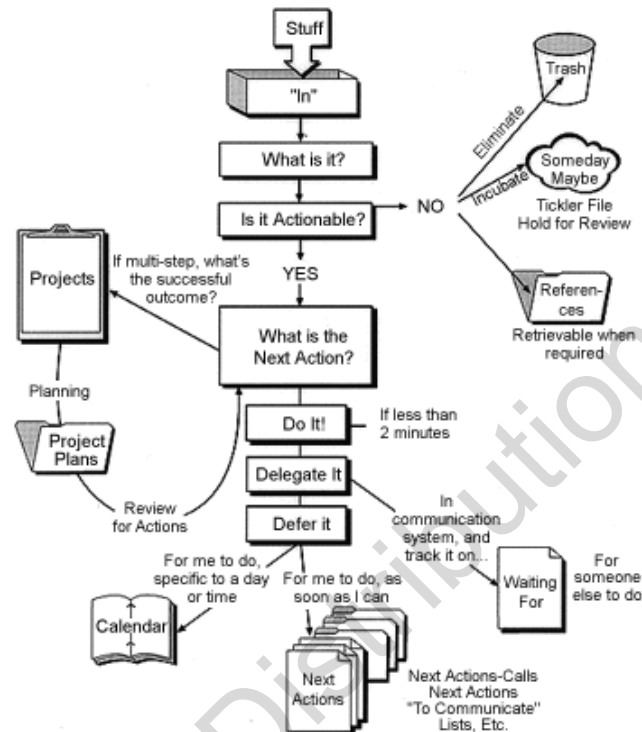 Stuff
"In"
What is it?
Is it Actionable?
NO
Eliminate
Trash
Incubate
Someday
Maybe
Tickler File
Hold for Review
Referen-
ces
Retrievable when
required
YES
If multi-step, what's
the successful
outcome?
Projects
What is the
Next Action?
Planning
Project
Plans
Review
for Actions
Do It!
If less than
2 minutes
Delegate It
In
communication
system, and
track it on...
Waiting
For
For
someone
else to do
Defer it
For me to do,
specific to a day
or time
Calendar
For me to do, as
soon as I can
Next
Actions
Next Actions-Calls
Next Actions
"To Communicate"
Lists, Etc.
Distribution